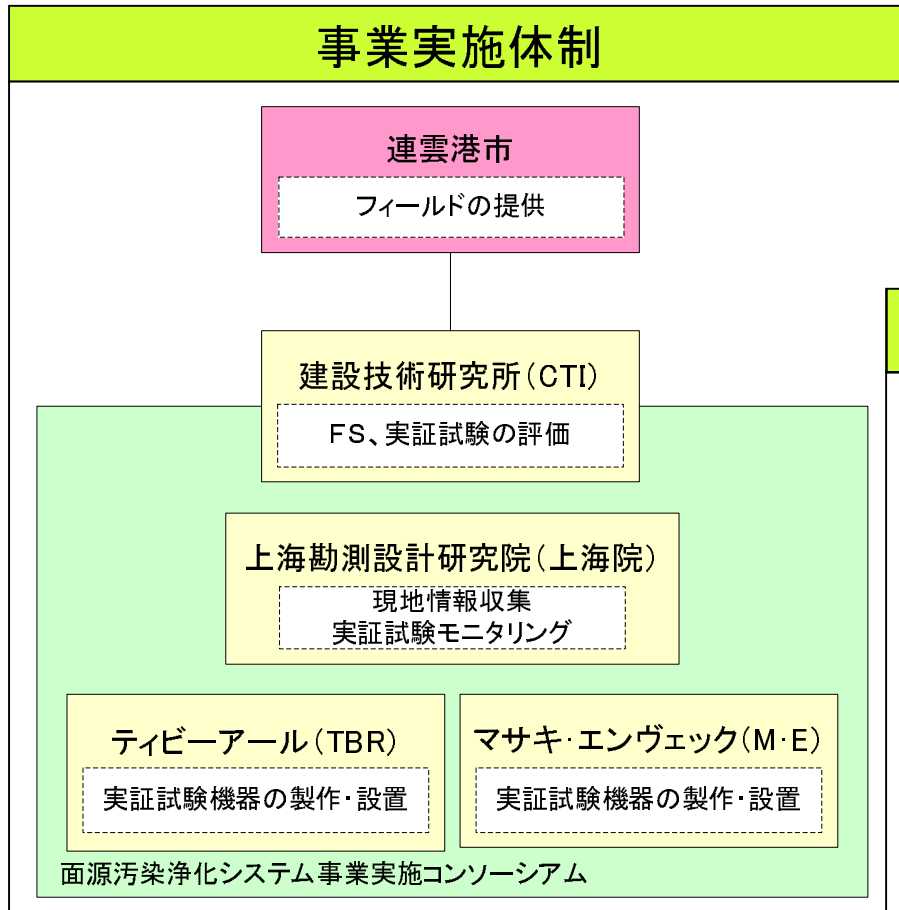 事業実施体制
連雲港市
フィールドの提供
建設技術研究所(CTI)
FS、実証試験の評価
上海勘測設計研究院(上海院)
現地情報収集
実証試験モニタリング
ティビーアール(TBR)
実証試験機器の製作・設置
マサキ・エンヴェック(M・E)
実証試験機器の製作・設置
面源汚染浄化システム事業実施コンソーシアム